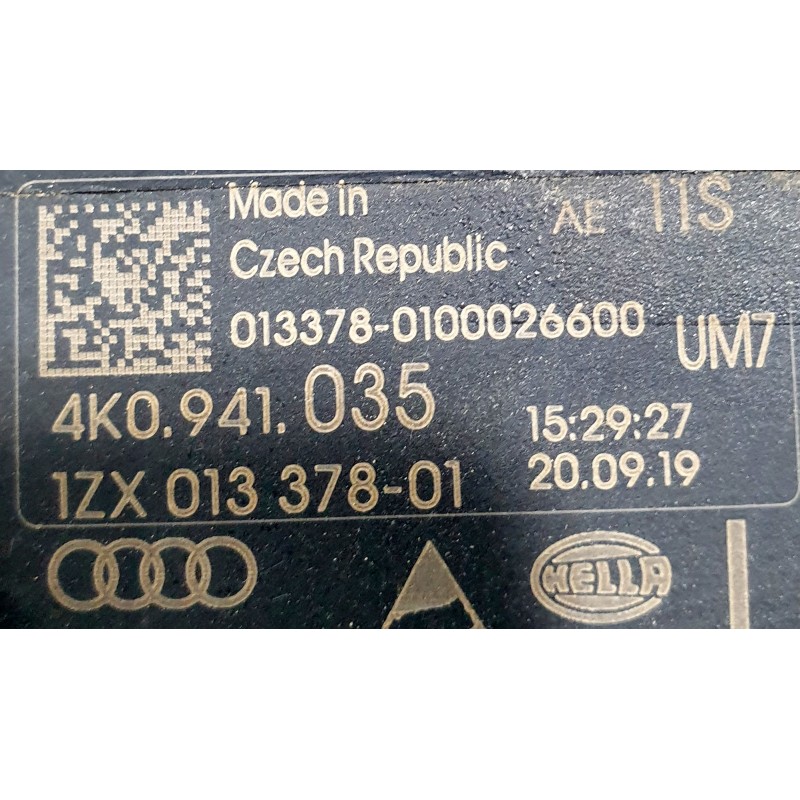 Made in AE 11S
Czech Republic
013378-0100026600 UM7
4K0.941.035 15:29:27
1ZX 013 378-01 20.09.19
HELLA